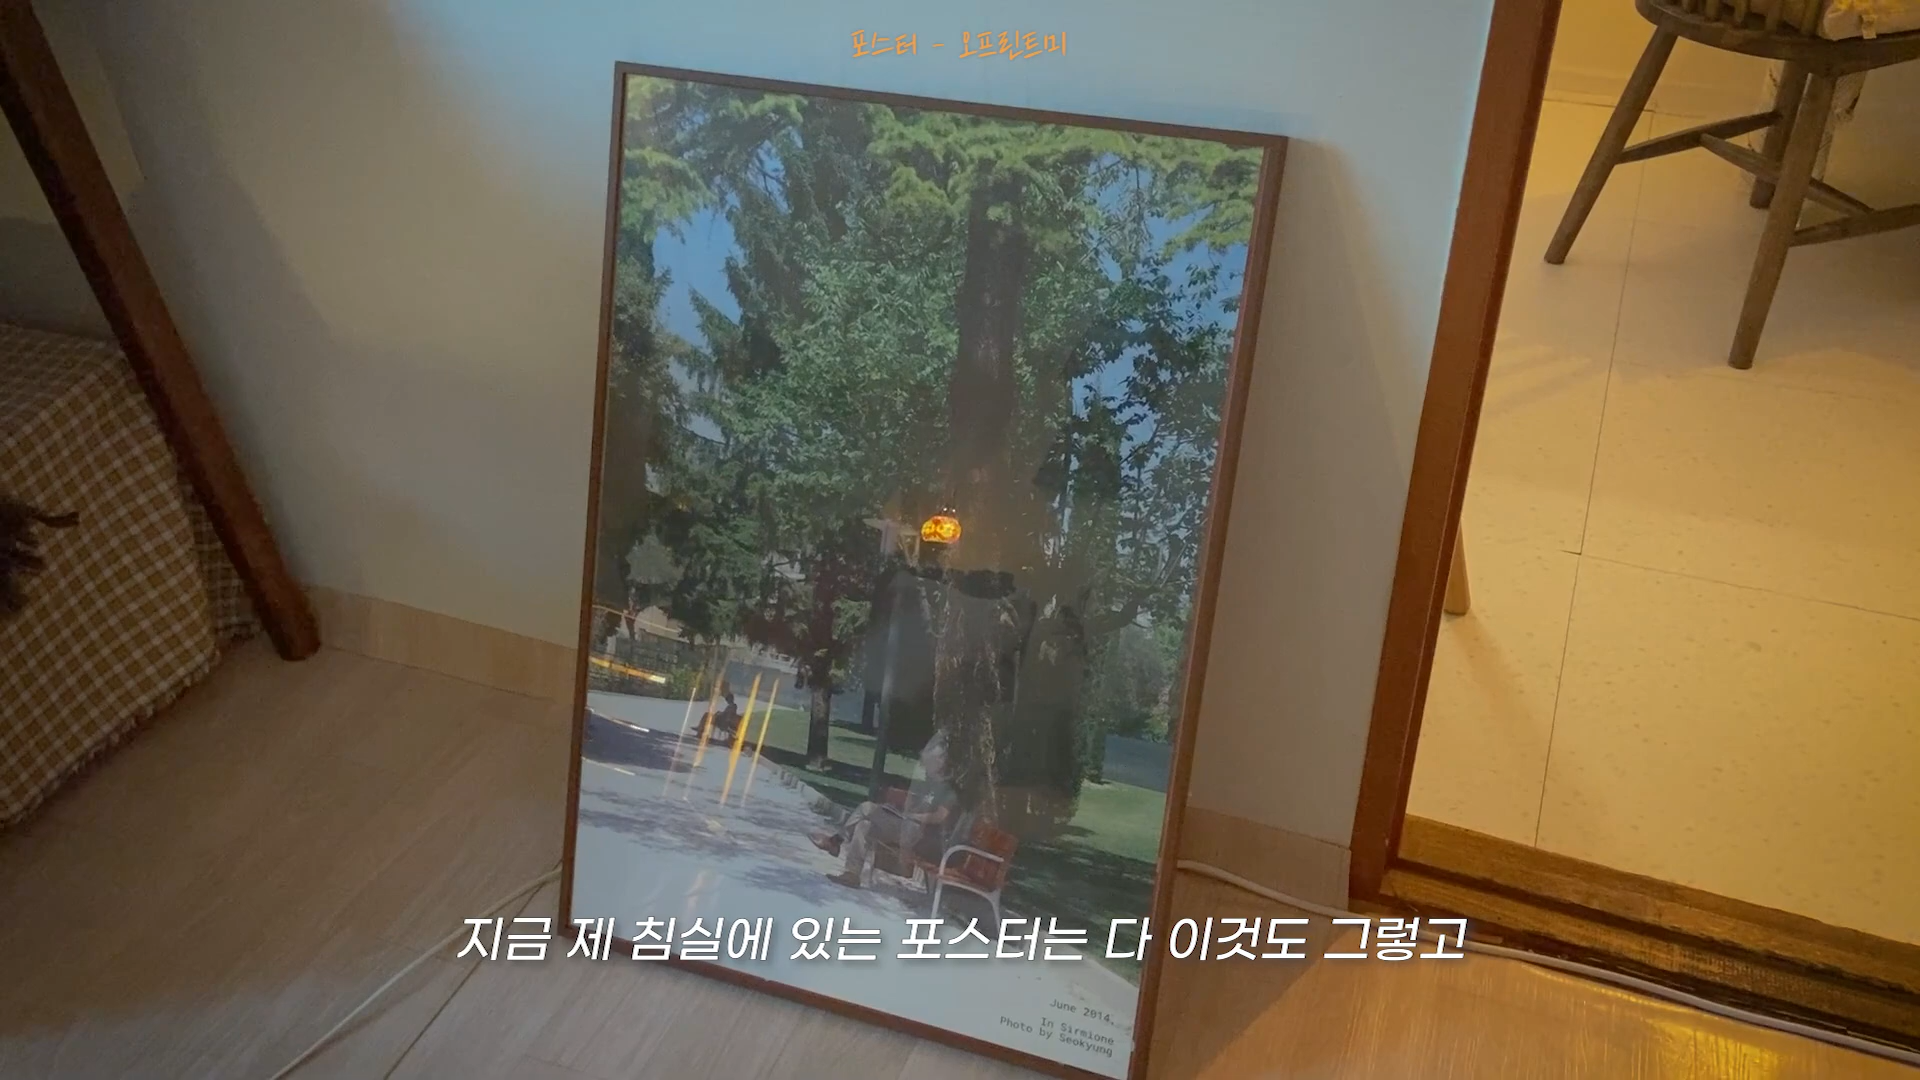 포스터 - 오프린트미
지금 제 침실에 있는 포스터는 다 이것도 그렇고
June 2014.
In Sirmione
Photo by Seokyung